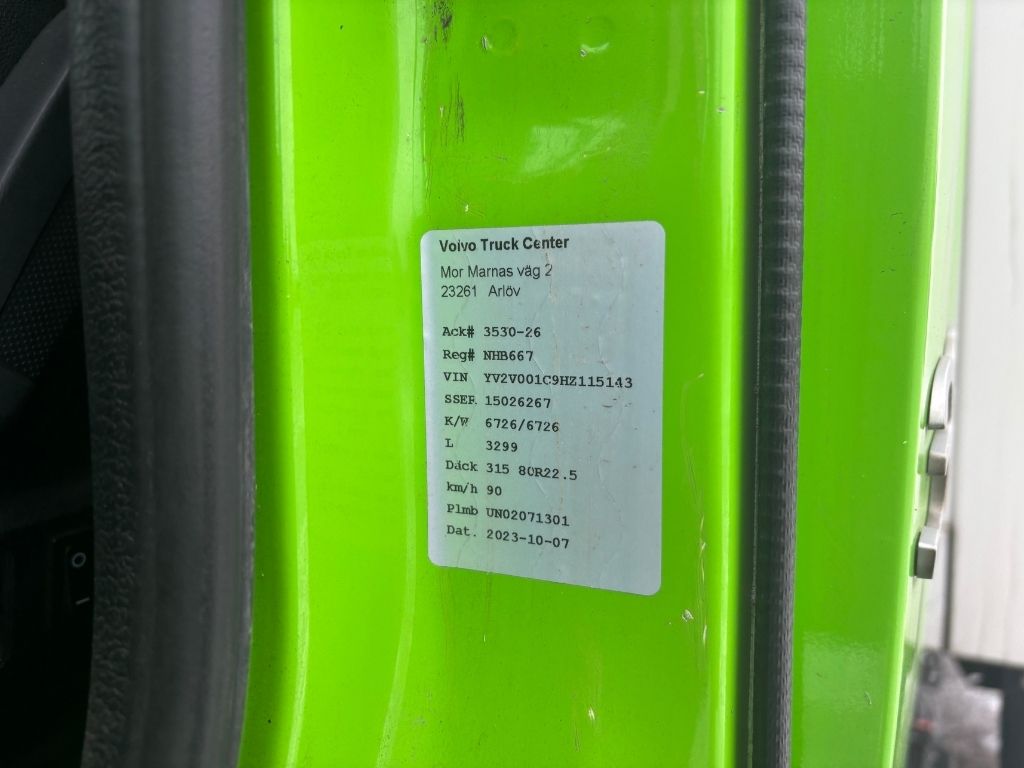 Volvo Truck Center
Mor Marnas väg 2
23261 Arlöv
Ack# 3530-26
Reg# NHB667
VIN YV2V001C9HZ115143
SSER 15026267
K/W 6726/6726
L 3299
Däck 315 80R22.5
km/h 90
Plmb UN02071301
Dat. 2023-10-07